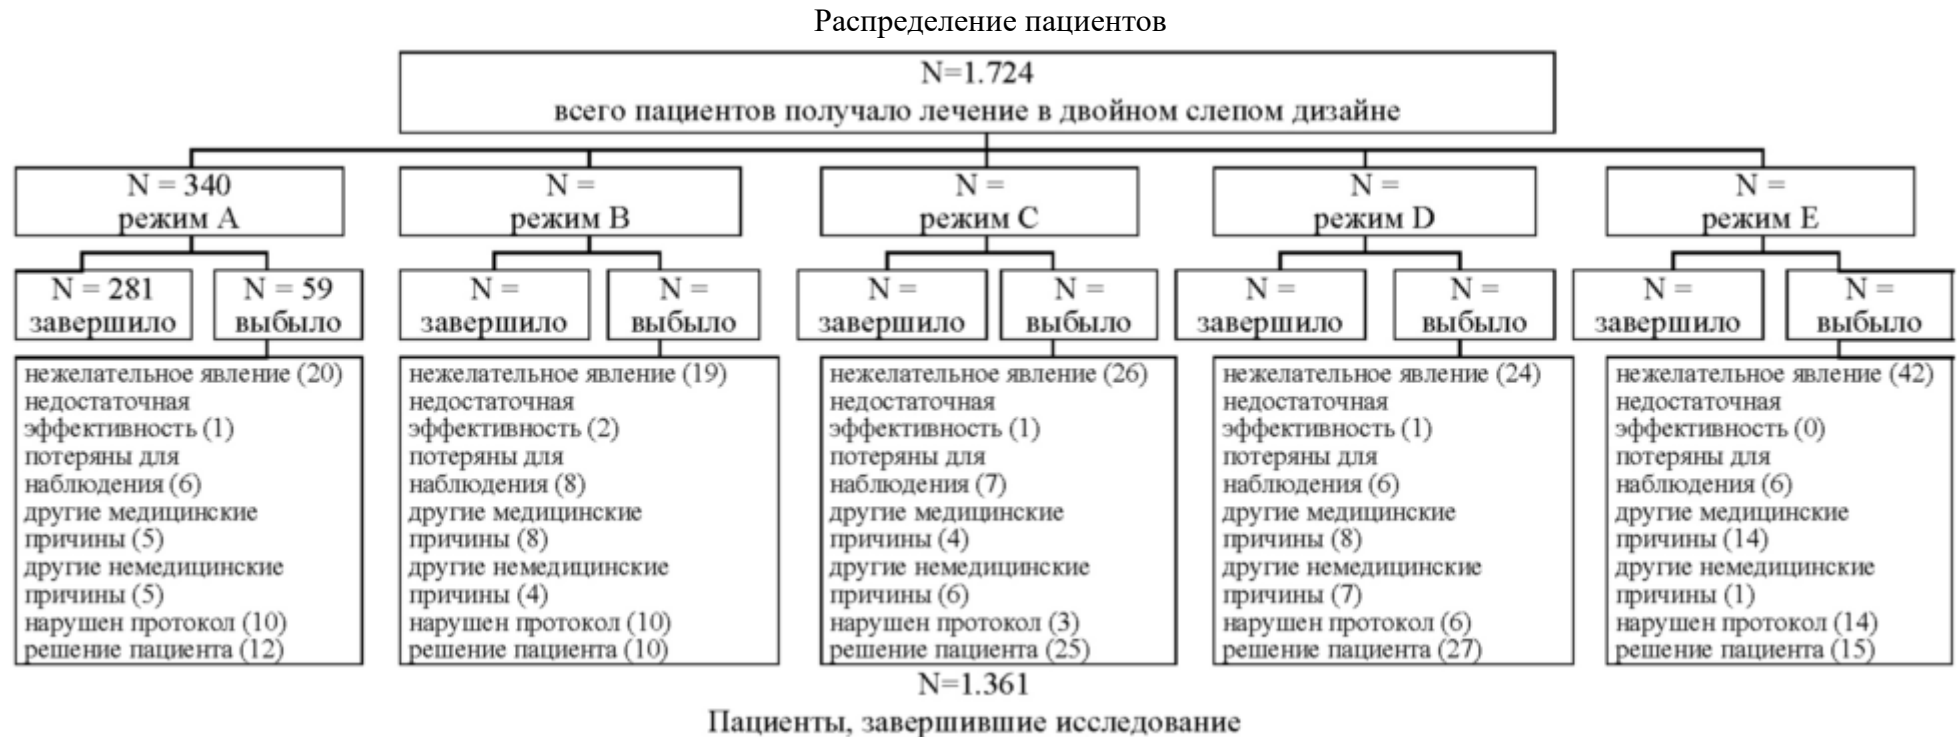 Распределение пациентов
N=1.724
всего пациентов получало лечение в двойном слепом дизайне
N = 340
режим A
N =
режим B
N =
режим C
N =
режим D
N =
режим E
N = 281
завершило
N = 59
выбыло
N =
завершило
N =
выбыло
N =
завершило
N =
выбыло
N =
завершило
N =
выбыло
N =
завершило
N =
выбыло
нежелательное явление (20)
недостаточная
эффективность (1)
потеряны для
наблюдения (6)
другие медицинские
причины (5)
другие немедицинские
причины (5)
нарушен протокол (10)
решение пациента (12)
нежелательное явление (19)
недостаточная
эффективность (2)
потеряны для
наблюдения (8)
другие медицинские
причины (8)
другие немедицинские
причины (4)
нарушен протокол (10)
решение пациента (10)
нежелательное явление (26)
недостаточная
эффективность (1)
потеряны для
наблюдения (7)
другие медицинские
причины (4)
другие немедицинские
причины (6)
нарушен протокол (3)
решение пациента (25)
нежелательное явление (24)
недостаточная
эффективность (1)
потеряны для
наблюдения (6)
другие медицинские
причины (8)
другие немедицинские
причины (7)
нарушен протокол (6)
решение пациента (27)
нежелательное явление (42)
недостаточная
эффективность (0)
потеряны для
наблюдения (6)
другие медицинские
причины (14)
другие немедицинские
причины (1)
нарушен протокол (14)
решение пациента (15)
N=1.361
Пациенты, завершившие исследование